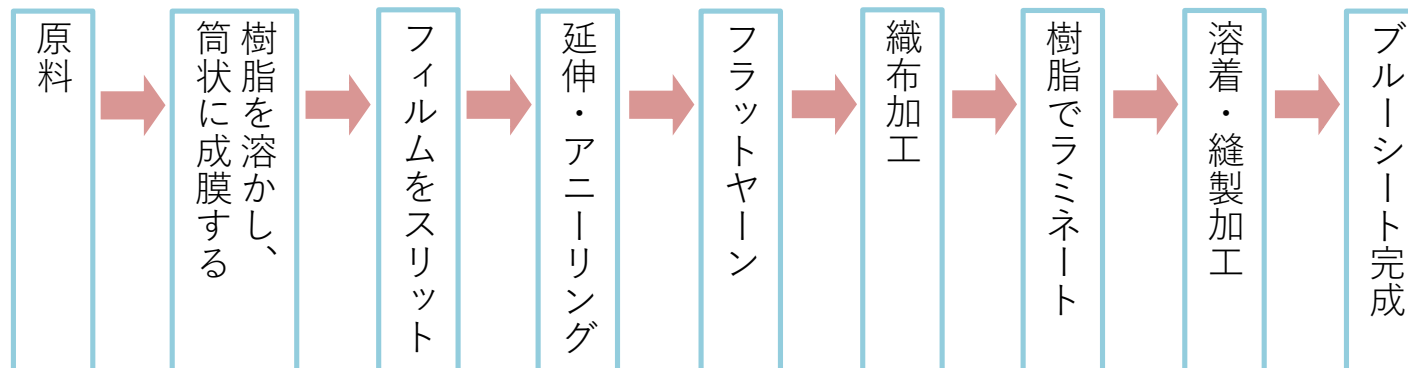 原料
樹脂を溶かし、
筒状に成膜する
フィルムをスリット
延伸・アニーリング
フラットヤーン
織布加工
樹脂でラミネート
溶着・縫製加工
ブルーシート完成